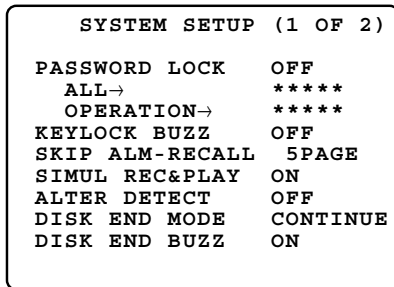 SYSTEM SETUP (1 OF 2)
PASSWORD LOCK OFF
ALL→ *****
OPERATION→ *****
KEYLOCK BUZZ OFF
SKIP ALM-RECALL 5PAGE
SIMUL REC&PLAY ON
ALTER DETECT OFF
DISK END MODE CONTINUE
DISK END BUZZ ON